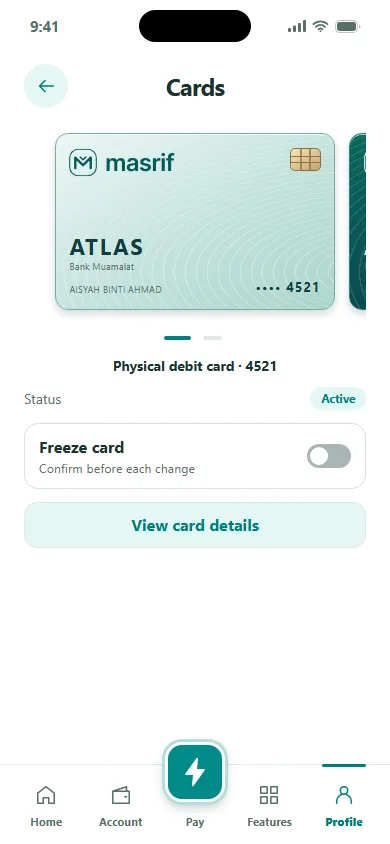 9:41
Cards
masrif
ATLAS
Bank Muamalat
AISYAH BINTI AHMAD
•••• 4521
Physical debit card · 4521
Status
Active
Freeze card
Confirm before each change
View card details
Home
Account
Pay
Features
Profile